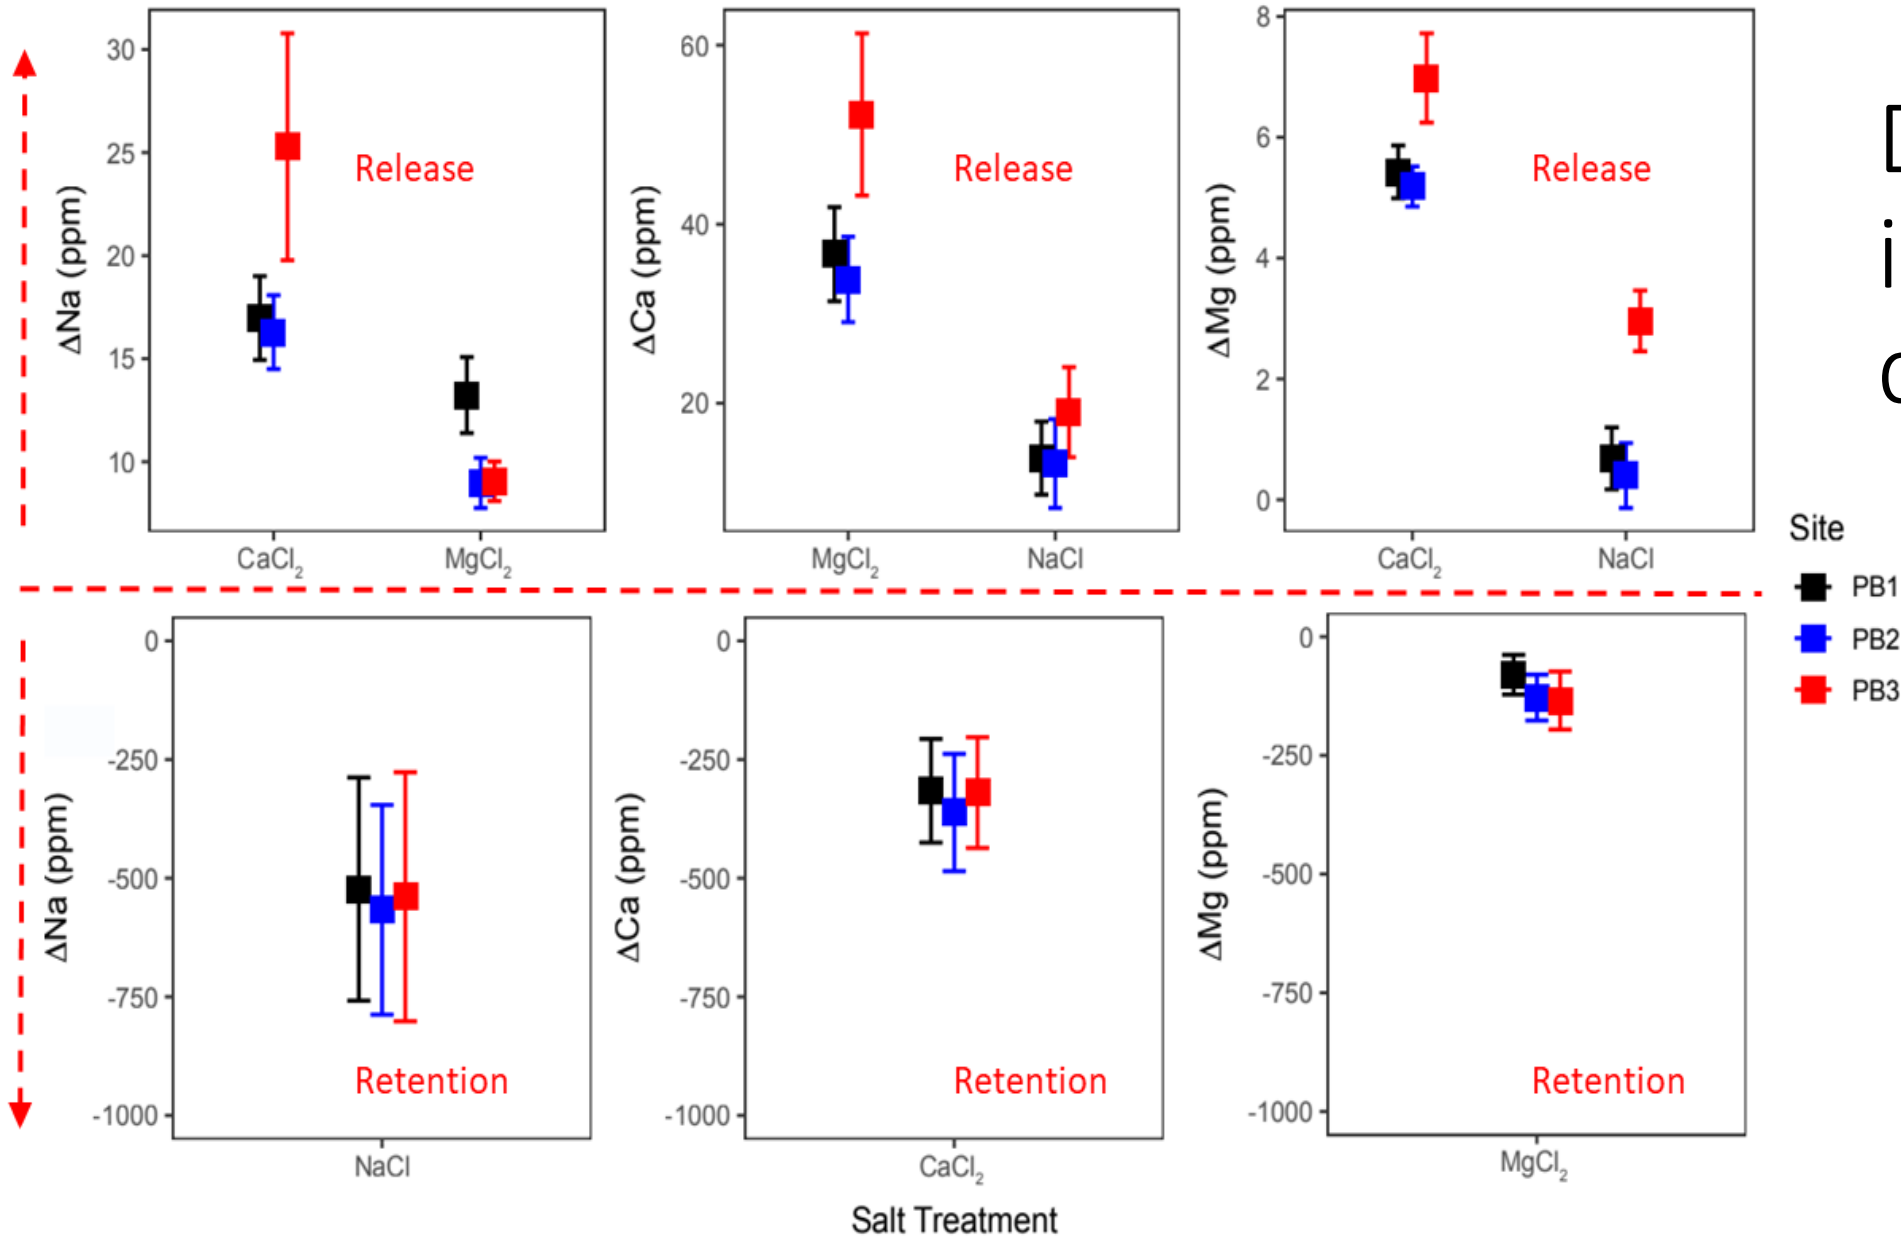 30
25
20
15
10
ΔNa (ppm)
Release
CaCl₂
MgCl₂
60
40
20
ΔCa (ppm)
Release
MgCl₂
NaCl
8
6
4
2
0
ΔMg (ppm)
Release
CaCl₂
NaCl
i
Site
PB1
PB2
PB3
0
-250
-500
-750
-1000
ΔNa (ppm)
Retention
NaCl
0
-250
-500
-750
-1000
ΔCa (ppm)
Retention
CaCl₂
0
-250
-500
-750
-1000
ΔMg (ppm)
Retention
MgCl₂
Salt Treatment